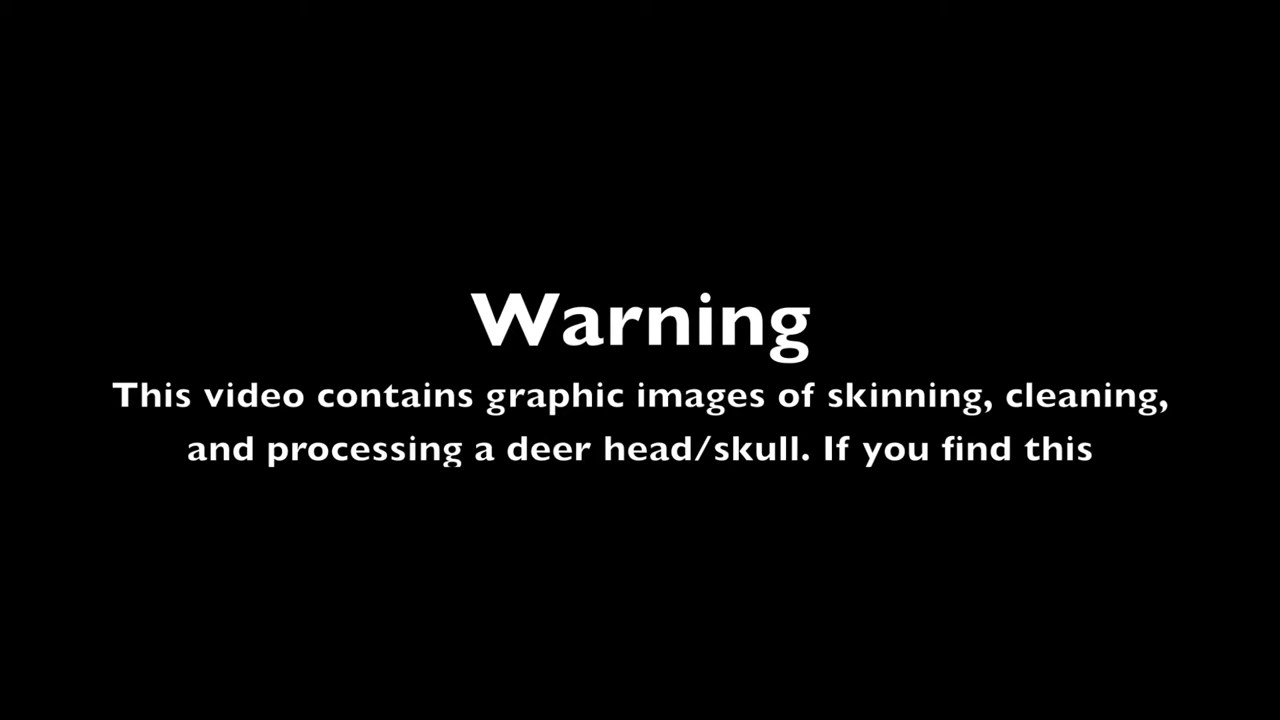 Warning
This video contains graphic images of skinning, cleaning,
and processing a deer head/skull. If you find this